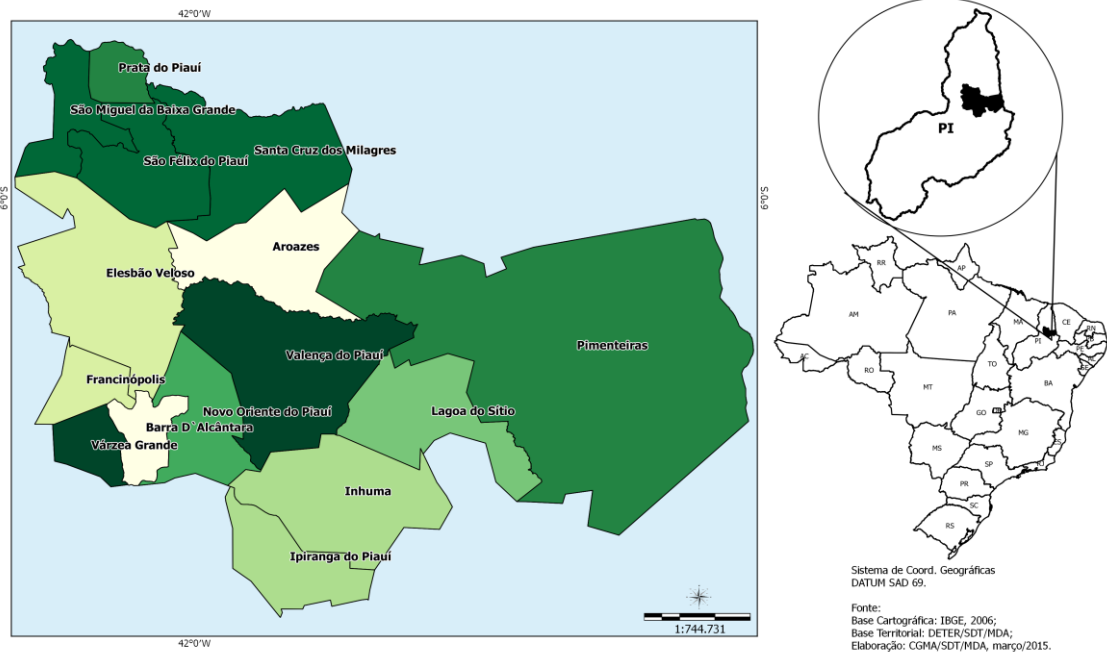 42°0'W
Prata do Piauí
São Miguel da Baixa Grande
São Félix do Piauí
Santa Cruz dos Milagres
6°0'S
6°0'S
Aroazes
Elesbão Veloso
Valença do Piauí
Pimenteiras
Francinópolis
Novo Oriente do Piauí
Lagoa do Sítio
Barra D`Alcântara
Várzea Grande
Inhuma
Ipiranga do Piauí
1:744.731
42°0'W
PI
RR
AP
AM
PA
MA
CE
RN
PI
AC
RO
TO
SE
BA
MT
GO
MG
ES
MS
SP
RJ
PR
SC
RS
Sistema de Coord. Geográficas
DATUM SAD 69.
Fonte:
Base Cartográfica: IBGE, 2006;
Base Territorial: DETER/SDT/MDA;
Elaboração: CGMA/SDT/MDA, março/2015.